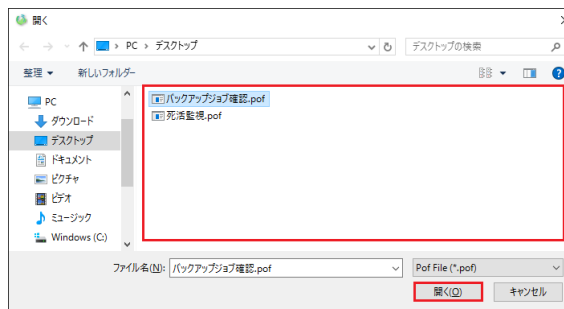 開く
PC > デスクトップ
デスクトップの検索
整理 新しいフォルダー
PC
ダウンロード
デスクトップ
ドキュメント
ピクチャ
ビデオ
ミュージック
Windows (C:)
バックアップジョブ確認.pof
死活監視.pof
ファイル名(N): バックアップジョブ確認.pof
Pof File (*.pof)
開く(O)
キャンセル